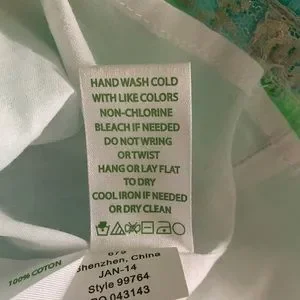 HAND WASH COLD
WITH LIKE COLORS
NON-CHLORINE
BLEACH IF NEEDED
DO NOT WRING
OR TWIST
HANG OR LAY FLAT
TO DRY
COOL IRON IF NEEDED
OR DRY CLEAN
100% COTON
Shenzhen, China
JAN-14
Style 99764
043143